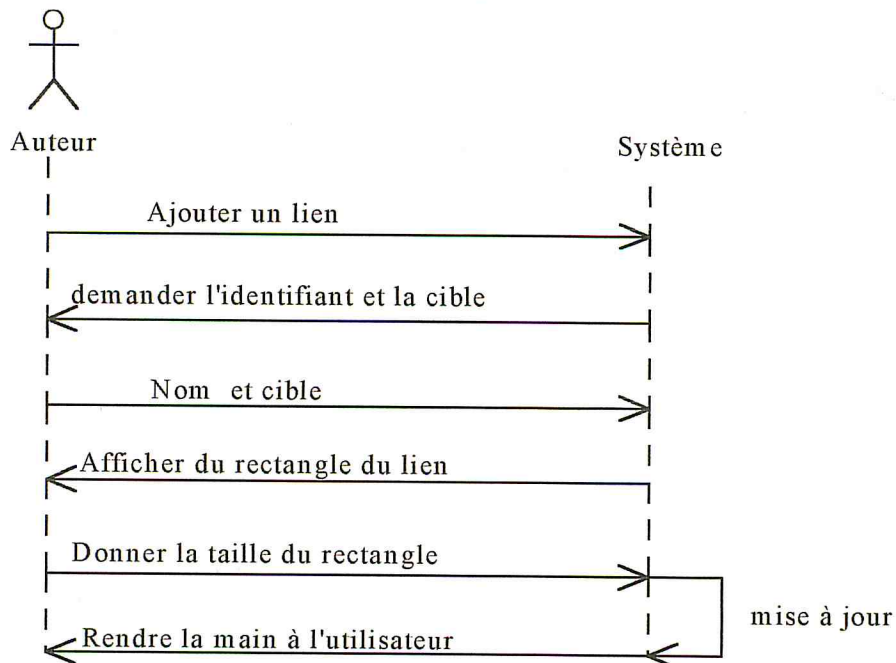 Auteur
Système
Ajouter un lien
demander l'identifiant et la cible
Nom et cible
Afficher du rectangle du lien
Donner la taille du rectangle
mise à jour
Rendre la main à l'utilisateur